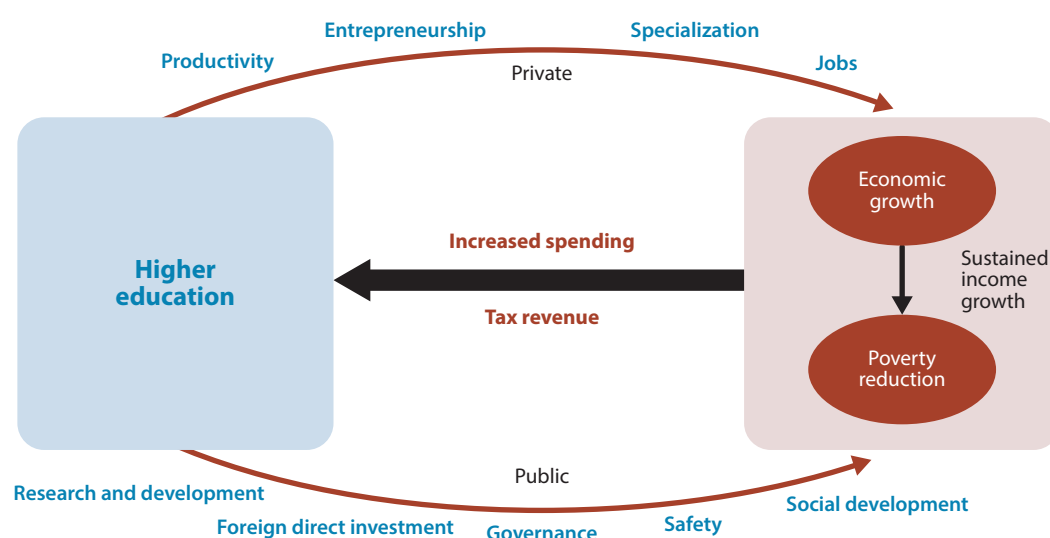 Entrepreneurship
Specialization
Productivity
Jobs
Private
Economic
growth
Increased spending
Higher
education
Sustained
income
growth
Tax revenue
Poverty
reduction
Public
Research and development
Social development
Foreign direct investment
Governance
Safety